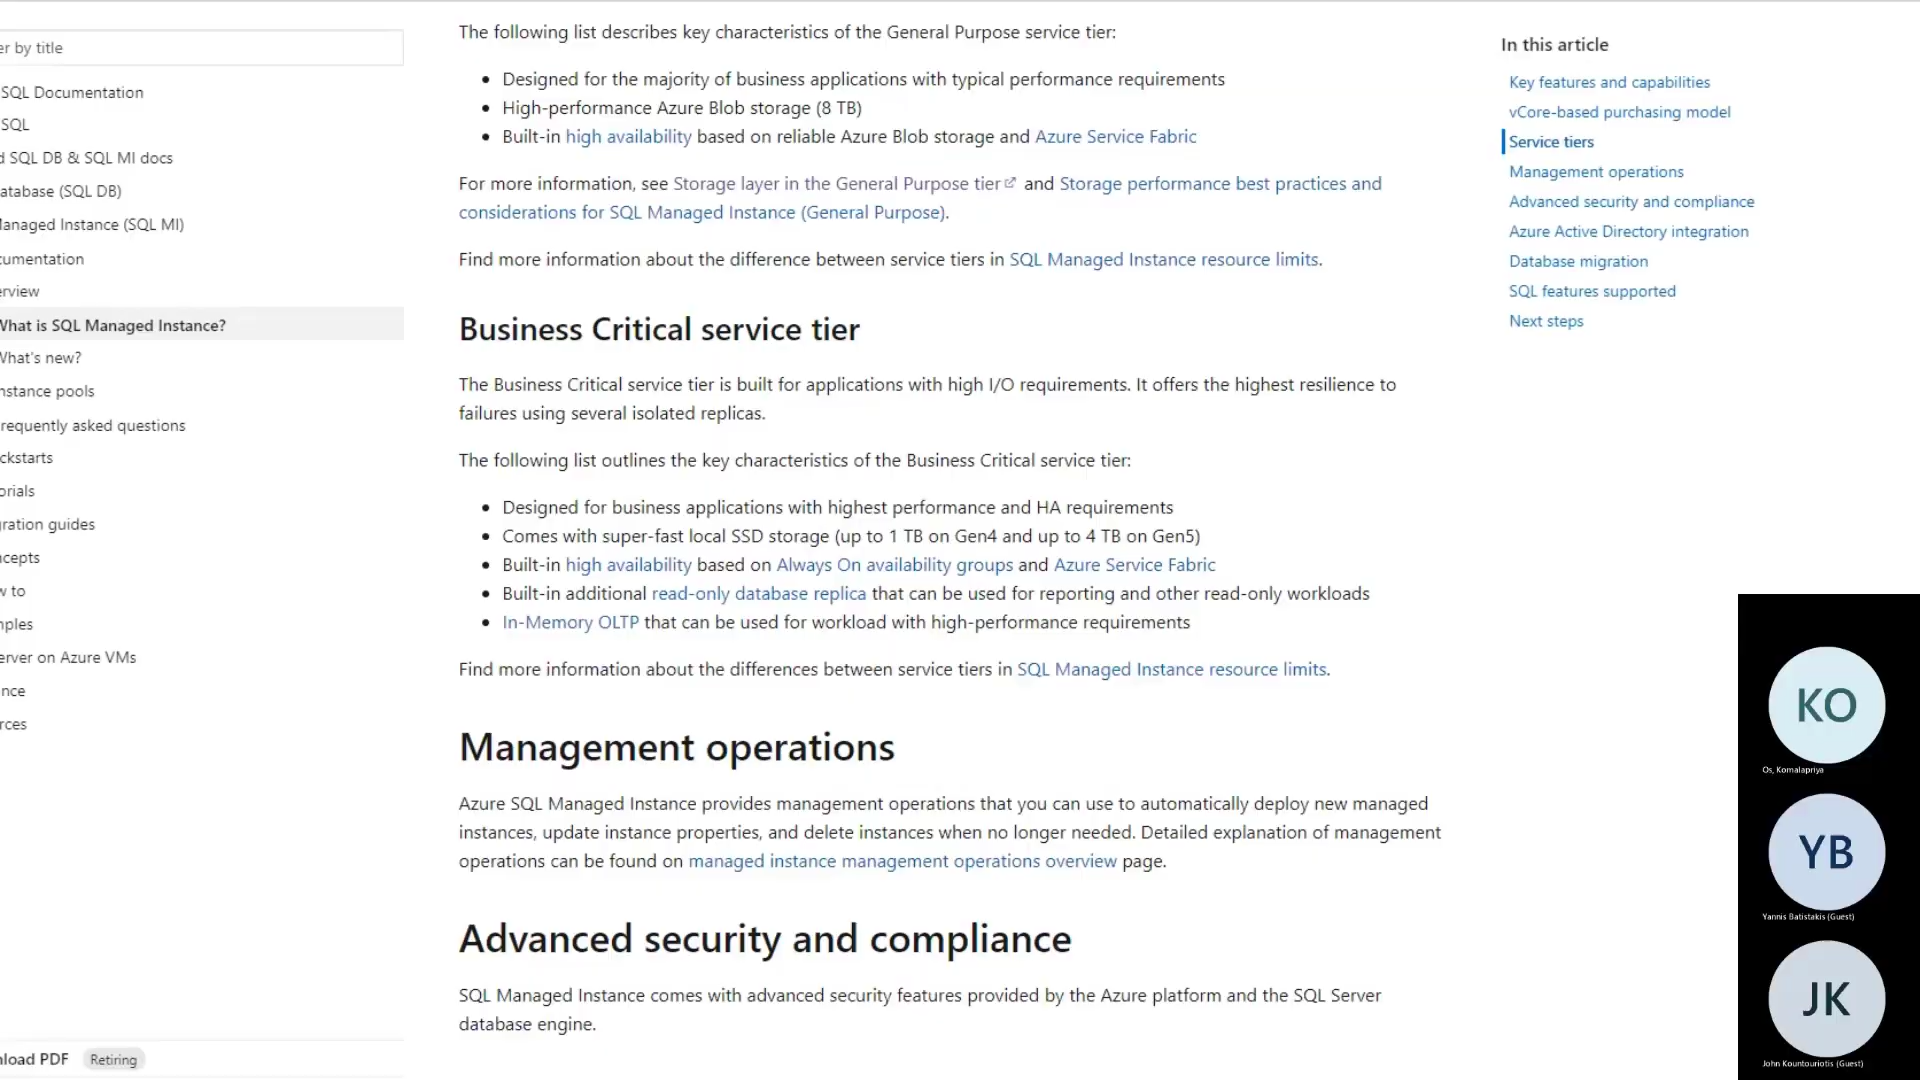 er by title
SQL Documentation
SQL
d SQL DB & SQL MI docs
atabase (SQL DB)
Managed Instance (SQL MI)
cumentation
erview
What is SQL Managed Instance?
What's new?
nstance pools
requently asked questions
ckstarts
orials
gration guides
ncepts
w to
mples
erver on Azure VMs
nce
rces
nload PDF Retiring
The following list describes key characteristics of the General Purpose service tier:
• Designed for the majority of business applications with typical performance requirements
• High-performance Azure Blob storage (8 TB)
• Built-in high availability based on reliable Azure Blob storage and Azure Service Fabric
For more information, see Storage layer in the General Purpose tier and Storage performance best practices and
considerations for SQL Managed Instance (General Purpose).
Find more information about the difference between service tiers in SQL Managed Instance resource limits.
Business Critical service tier
The Business Critical service tier is built for applications with high I/O requirements. It offers the highest resilience to
failures using several isolated replicas.
The following list outlines the key characteristics of the Business Critical service tier:
• Designed for business applications with highest performance and HA requirements
• Comes with super-fast local SSD storage (up to 1 TB on Gen4 and up to 4 TB on Gen5)
• Built-in high availability based on Always On availability groups and Azure Service Fabric
• Built-in additional read-only database replica that can be used for reporting and other read-only workloads
• In-Memory OLTP that can be used for workload with high-performance requirements
Find more information about the differences between service tiers in SQL Managed Instance resource limits.
Management operations
Azure SQL Managed Instance provides management operations that you can use to automatically deploy new managed
instances, update instance properties, and delete instances when no longer needed. Detailed explanation of management
operations can be found on managed instance management operations overview page.
Advanced security and compliance
SQL Managed Instance comes with advanced security features provided by the Azure platform and the SQL Server
database engine.
In this article
Key features and capabilities
vCore-based purchasing model
Service tiers
Management operations
Advanced security and compliance
Azure Active Directory integration
Database migration
SQL features supported
Next steps
KO
Os, Komalapriya
YB
Yannis Batistakis (Guest)
JK
John Kountouriotis (Guest)